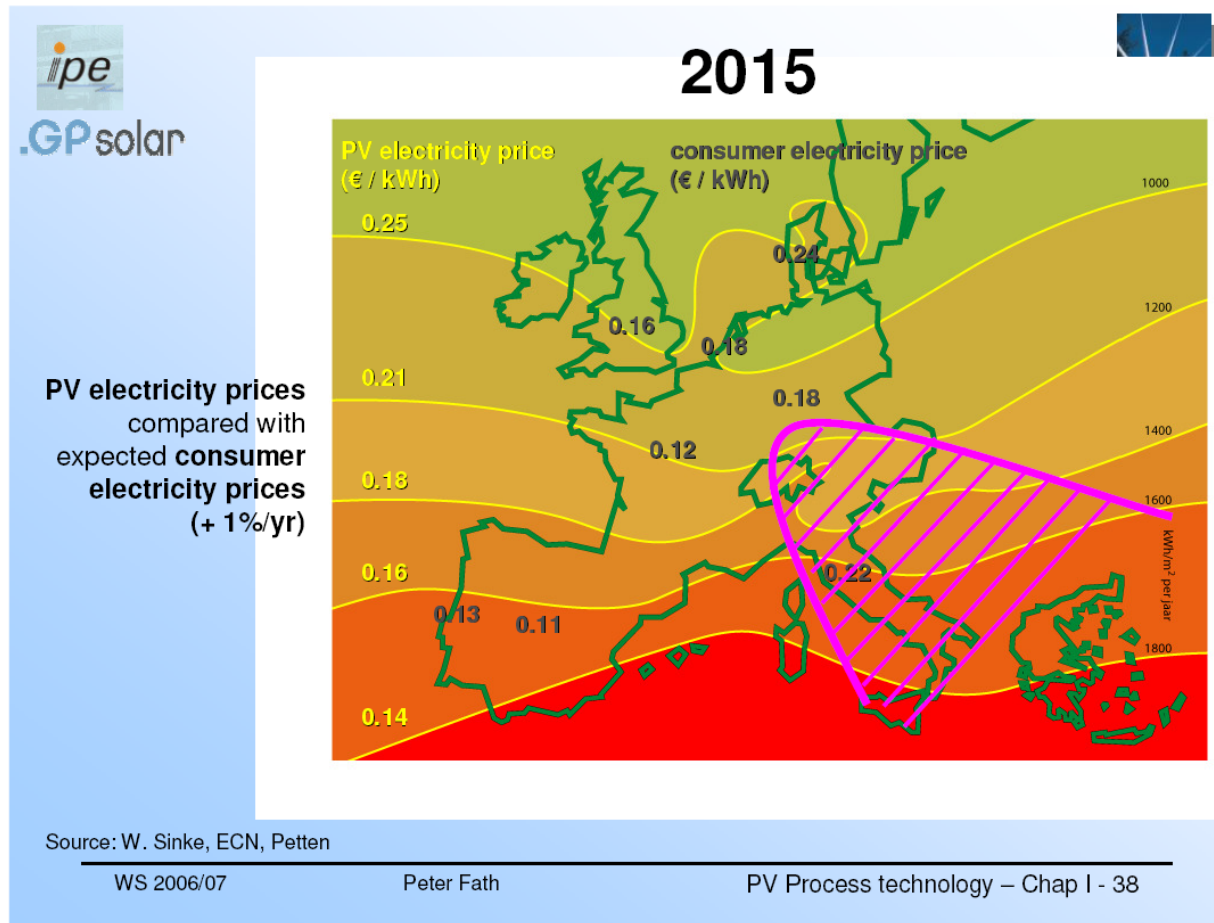 ipe
.GPsolar
2015
PV electricity price
(€ / kWh)
consumer electricity price
(€ / kWh)
1000
0.25
0.24
1200
0.16
0.18
0.21
0.18
PV electricity prices
compared with
expected consumer
electricity prices
(+ 1%/yr)
1400
0.12
0.18
1600
kWh/m² per jaar
0.16
0.22
0.13
0.11
1800
0.14
Source: W. Sinke, ECN, Petten
WS 2006/07
Peter Fath
PV Process technology – Chap I - 38